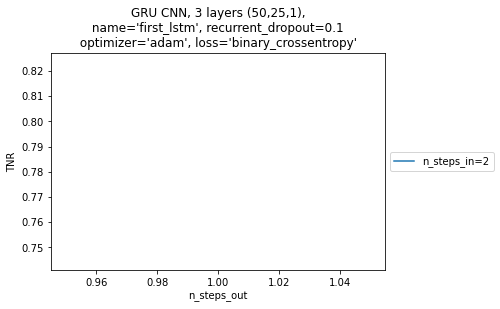 GRU CNN, 3 layers (50,25,1),
name='first_lstm', recurrent_dropout=0.1
optimizer='adam', loss='binary_crossentropy'
0.82
0.81
0.80
0.79
0.78
0.77
0.76
0.75
TNR
n_steps_in=2
0.96 0.98 1.00 1.02 1.04
n_steps_out